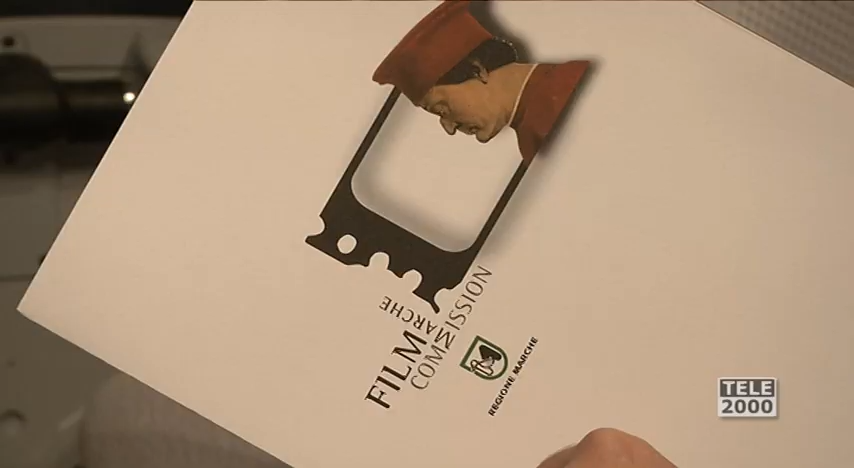 MARCHE
FILM
COMMISSION
REGIONE MARCHE
TELE
2000